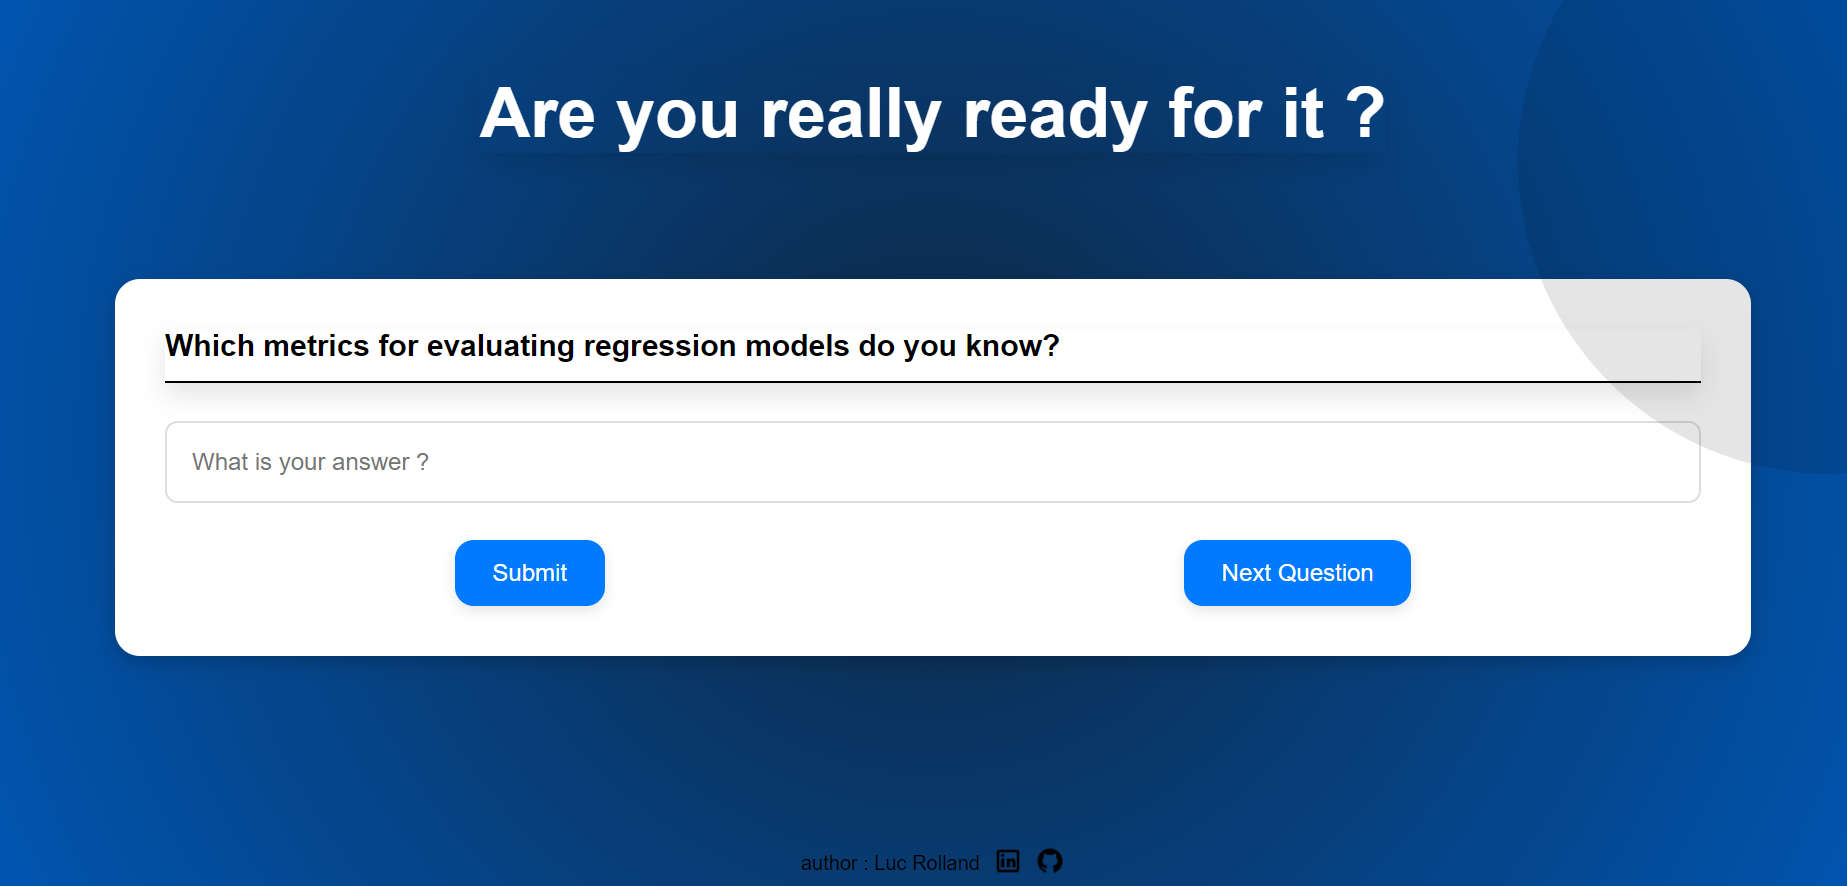 Are you really ready for it ?
Which metrics for evaluating regression models do you know?
What is your answer ?
Submit
Next Question
author : Luc Rolland